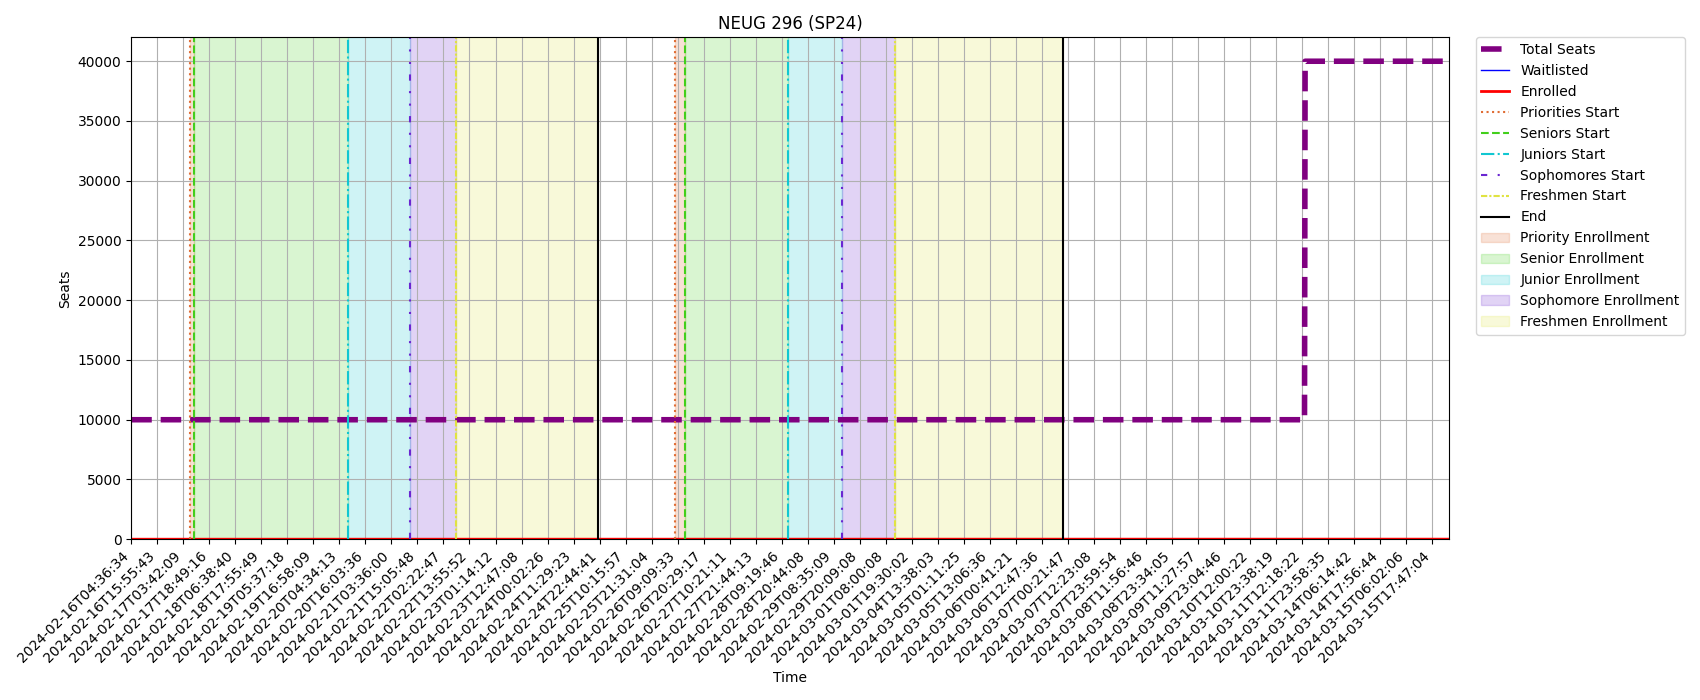 NEUG 296 (SP24)
40000
35000
30000
25000
20000
15000
10000
5000
0
Seats
Total Seats
Waitlisted
Enrolled
Priorities Start
Seniors Start
Juniors Start
Sophomores Start
Freshmen Start
End
Priority Enrollment
Senior Enrollment
Junior Enrollment
Sophomore Enrollment
Freshmen Enrollment
2024-02-16T04:36:34
2024-02-16T15:55:43
2024-02-17T03:42:09
2024-02-17T18:49:16
2024-02-18T06:38:40
2024-02-18T17:55:49
2024-02-19T05:37:18
2024-02-19T16:58:09
2024-02-20T04:34:13
2024-02-20T16:03:36
2024-02-21T03:36:00
2024-02-21T15:05:48
2024-02-22T02:22:47
2024-02-22T13:55:52
2024-02-23T01:14:12
2024-02-23T12:47:08
2024-02-24T00:02:26
2024-02-24T11:29:23
2024-02-24T22:44:41
2024-02-25T10:15:57
2024-02-25T21:31:04
2024-02-26T09:09:33
2024-02-26T20:29:17
2024-02-27T10:21:11
2024-02-27T21:44:13
2024-02-28T09:19:46
2024-02-28T20:44:08
2024-02-29T08:35:09
2024-02-29T20:09:08
2024-03-01T08:00:08
2024-03-01T19:30:02
2024-03-04T13:38:03
2024-03-05T01:11:25
2024-03-05T13:06:36
2024-03-06T00:41:21
2024-03-06T12:47:36
2024-03-07T00:21:47
2024-03-07T12:23:08
2024-03-07T23:59:54
2024-03-08T11:56:46
2024-03-08T23:34:05
2024-03-09T11:27:57
2024-03-09T23:04:46
2024-03-10T12:00:22
2024-03-10T23:38:19
2024-03-11T12:18:22
2024-03-11T23:58:35
2024-03-14T06:14:42
2024-03-14T17:56:44
2024-03-15T06:02:06
2024-03-15T17:47:04
Time